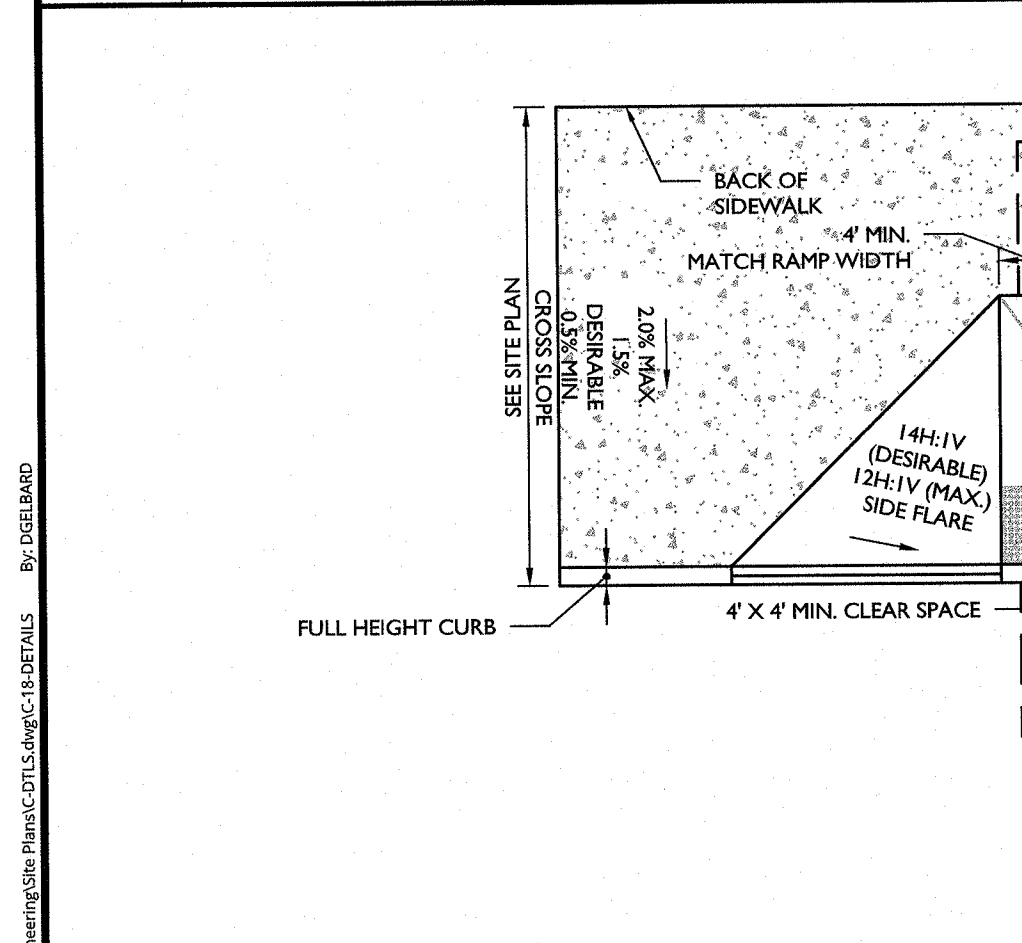 BACK OF
SIDEWALK
4' MIN.
MATCH RAMP WIDTH
SEE SITE PLAN
CROSS SLOPE
0.5% MIN.
DESIRABLE
1.5%
2.0% MAX.
14H:1V
(DESIRABLE)
12H:1V (MAX.)
SIDE FLARE
4' X 4' MIN. CLEAR SPACE
FULL HEIGHT CURB
neering\Site Plans\C-DTLS.dwg\C-18-DETAILS By: DGELBARD